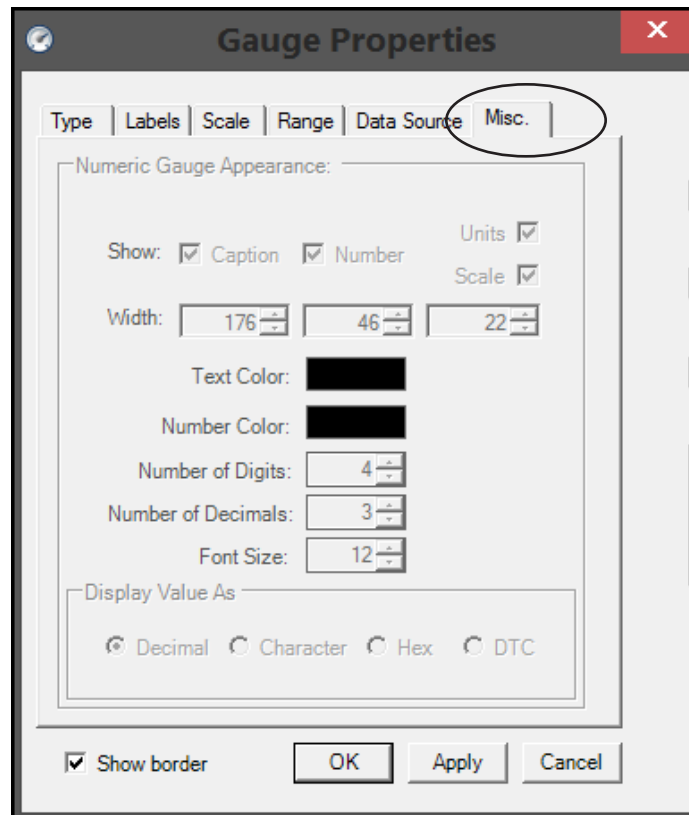 Gauge Properties
Type Labels Scale Range Data Source Misc.
Numeric Gauge Appearance:
Units
Show: Caption Number
Scale
Width: 176 46 22
Text Color:
Number Color:
Number of Digits: 4
Number of Decimals: 3
Font Size: 12
Display Value As
Decimal Character Hex DTC
Show border OK Apply Cancel